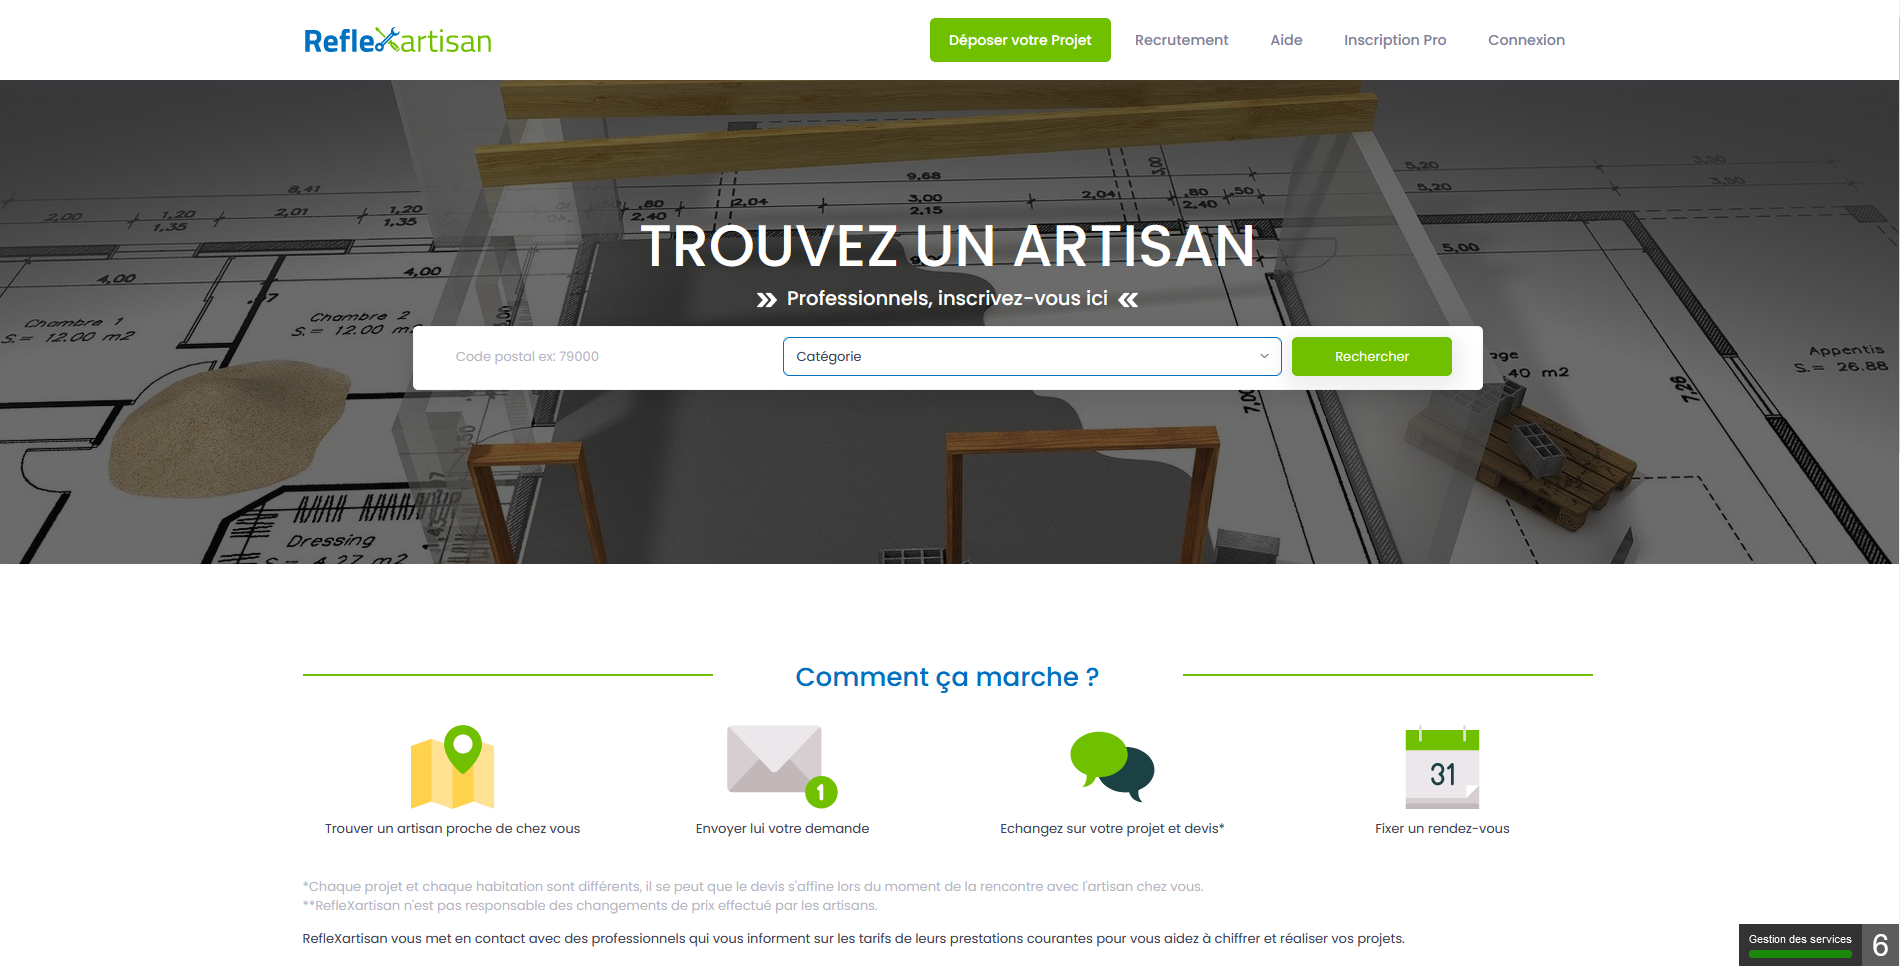 RefleXartisan
Déposer votre Projet
Recrutement
Aide
Inscription Pro
Connexion
8,41
2,00
1,20
1,35
2,01
1,20
1,35
.80
2,40
2,04
9,68
3,00
2,15
2,04
.80
2,40
.50
5,00
5,20
5,20
3,50
3,50
TROUVEZ UN ARTISAN
5,00
4,00
4,00
Professionnels, inscrivez-vous ici
Chambre 1
S.= 12.00 m2
Chambre 2
S.= 12.00 m2
Code postal ex: 79000
Catégorie
Rechercher
40 m2
Appentis
S.= 26.88
7,26
7,00
Dressing
S.= 4.27 m2
Comment ça marche ?
1
31
Trouver un artisan proche de chez vous
Envoyer lui votre demande
Echangez sur votre projet et devis*
Fixer un rendez-vous
*Chaque projet et chaque habitation sont différents, il se peut que le devis s'affine lors du moment de la rencontre avec l'artisan chez vous.
**RefleXartisan n'est pas responsable des changements de prix effectué par les artisans.
RefleXartisan vous met en contact avec des professionnels qui vous informent sur les tarifs de leurs prestations courantes pour vous aidez à chiffrer et réaliser vos projets.
Gestion des services
6